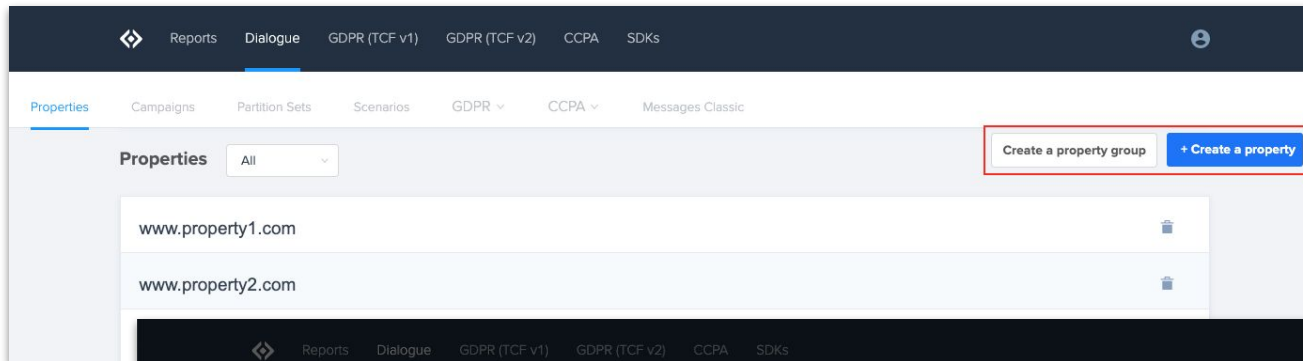 Reports Dialogue GDPR (TCF v1) GDPR (TCF v2) CCPA SDKs
Properties Campaigns Partition Sets Scenarios GDPR CCPA Messages Classic
Properties All Create a property group + Create a property
www.property1.com
www.property2.com
Reports Dialogue GDPR (TCF v1) GDPR (TCF v2) CCPA SDKs